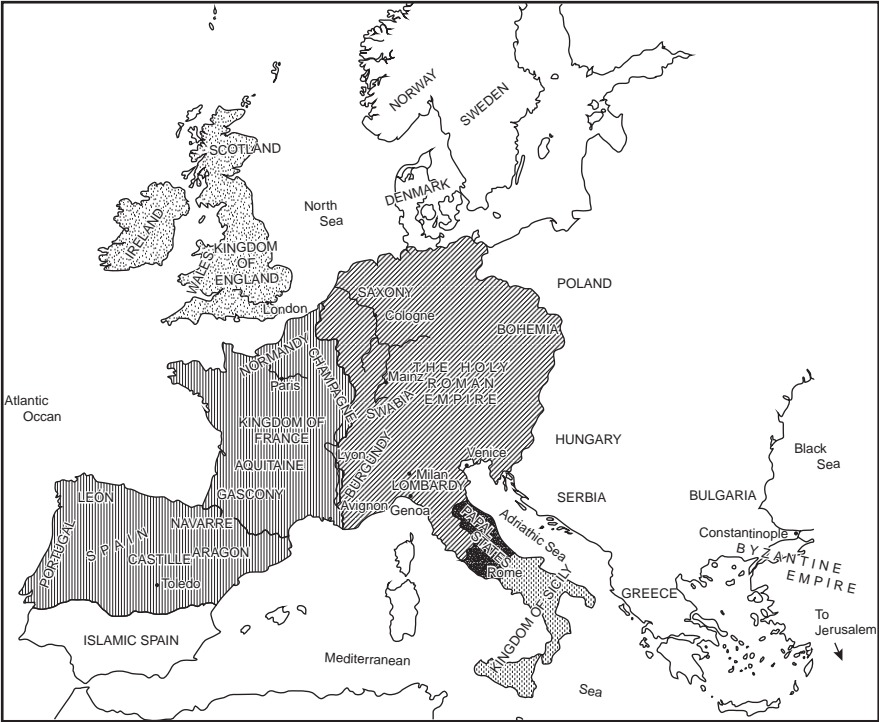 NORWAY
SWEDEN
SCOTLAND
DENMARK
North
Sea
IRELAND
WALES
KINGDOM
OF
ENGLAND
London
POLAND
SAXONY
Cologne
BOHEMIA
NORMANDY
CHAMPAGNE
Paris
Mainz
THE HOLY
ROMAN
EMPIRE
SWABIA
Atlantic
Occan
KINGDOM OF
FRANCE
HUNGARY
Black
Sea
Lyon
BURGUNDY
Venice
AQUITAINE
Milan
LOMBARDY
GASCONY
LEON
Avignon
Genoa
SERBIA
BULGARIA
PORTUGAL
SPAIN
NAVARRE
CASTILLE
ARAGON
Toledo
PAPAL
STATES
Adriathic Sea
Rome
Constantinople
BYZANTINE
EMPIRE
KINGDOM OF SICILY
GREECE
To
Jerusalem
ISLAMIC SPAIN
Mediterranean
Sea